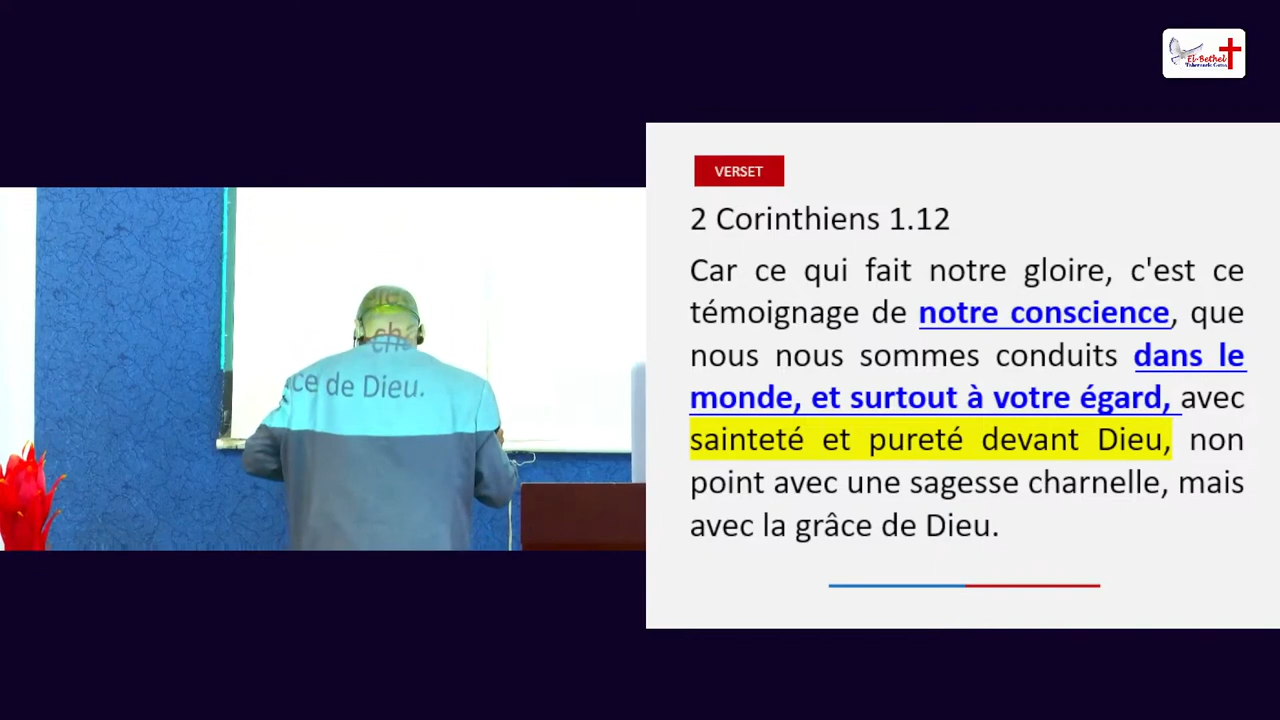 El-Bethel
VERSET
2 Corinthiens 1.12
Car ce qui fait notre gloire, c'est ce
témoignage de notre conscience, que
nous nous sommes conduits dans le
monde, et surtout à votre égard, avec
sainteté et pureté devant Dieu, non
point avec une sagesse charnelle, mais
avec la grâce de Dieu.
ce de Dieu.